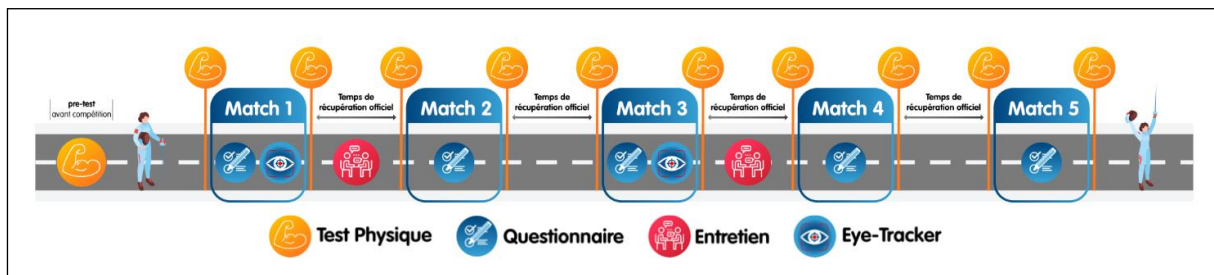 pre-test
avant compétition
Match 1
Temps de
récupération officiel
Match 2
Temps de
récupération officiel
Match 3
Temps de
récupération officiel
Match 4
Temps de
récupération officiel
Match 5
Test Physique
Questionnaire
Entretien
Eye-Tracker